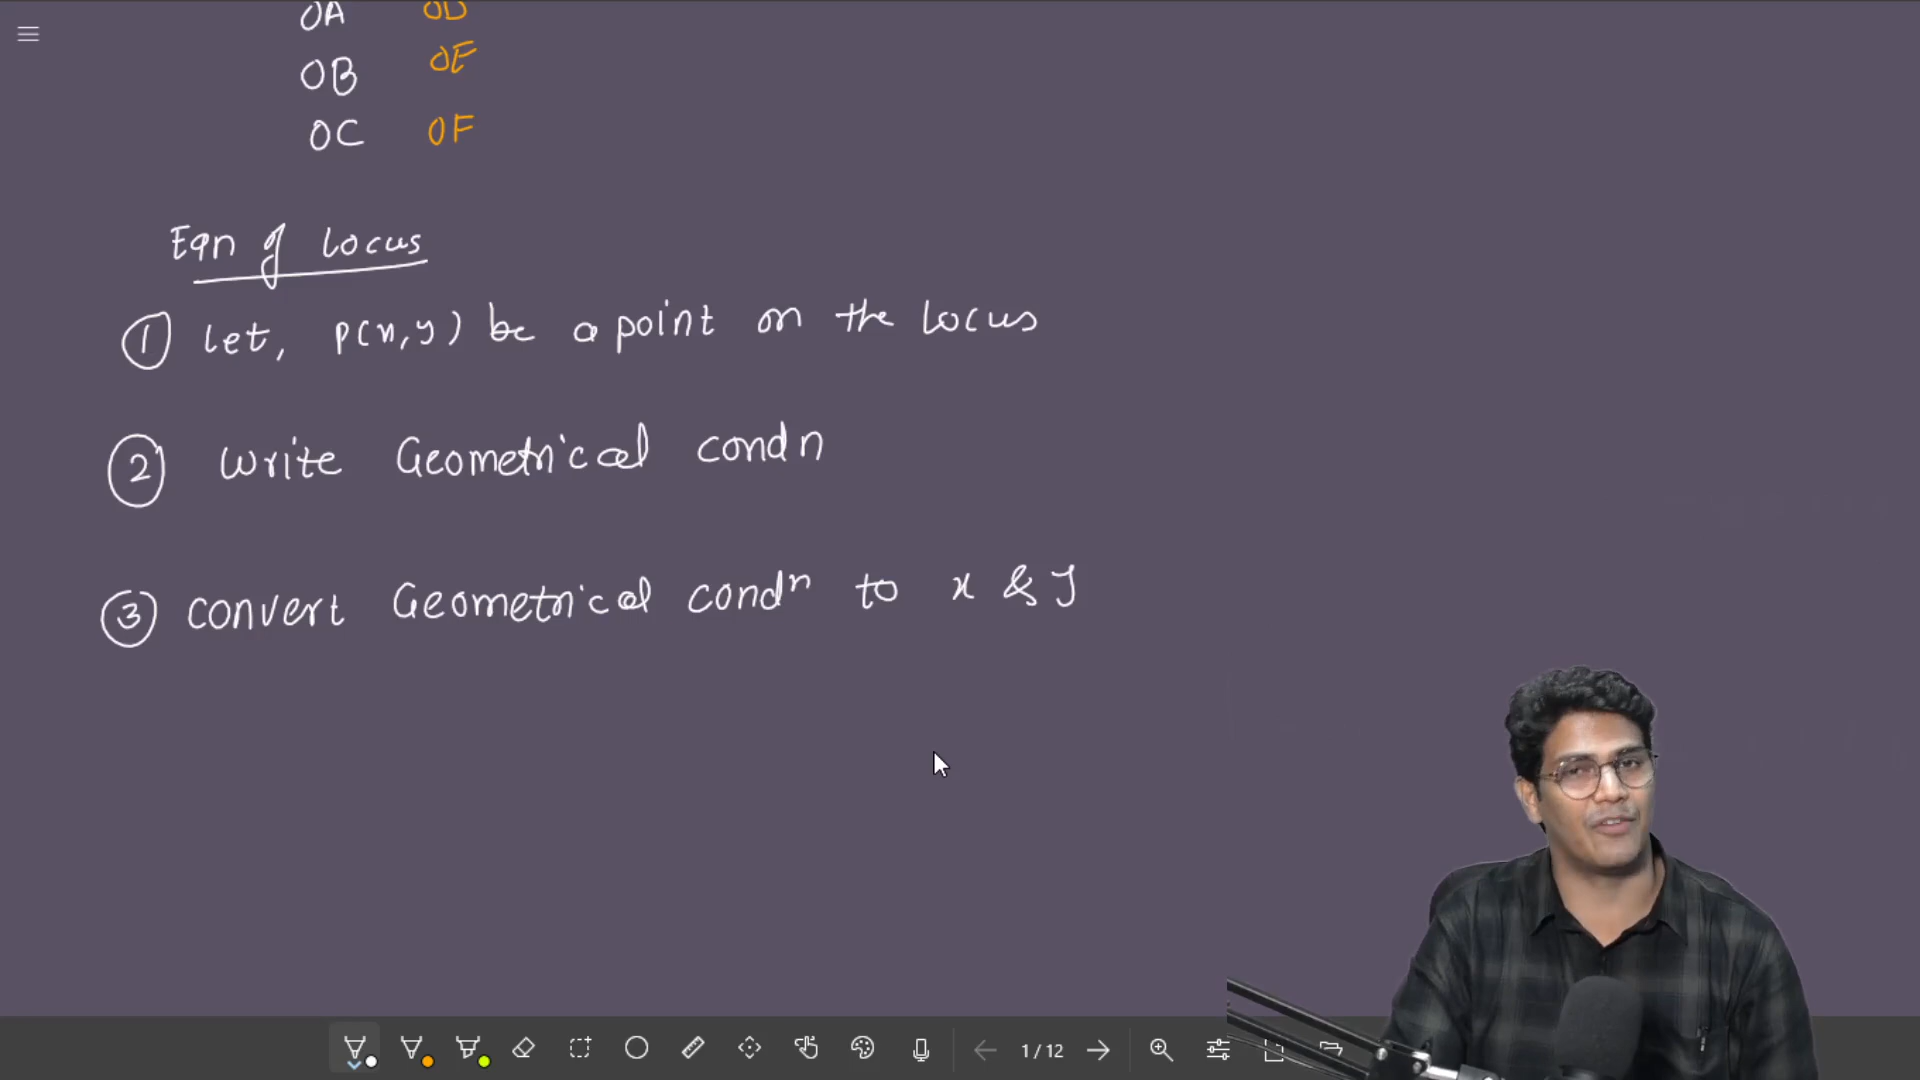 OA OD
OB OE
OC OF
Eqn of Locus
① Let, P(x,y) be a point on the Locus
② Write Geometrical condn
③ Convert Geometrical condⁿ to x & y
1 / 12